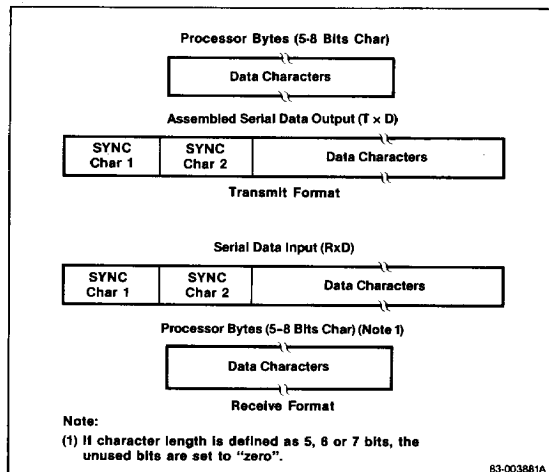 Processor Bytes (5-8 Bits Char)
Data Characters
Assembled Serial Data Output (T x D)
SYNC Char 1
SYNC Char 2
Data Characters
Transmit Format
Serial Data Input (RxD)
SYNC Char 1
SYNC Char 2
Data Characters
Processor Bytes (5-8 Bits Char) (Note 1)
Data Characters
Receive Format
Note:
(1) If character length is defined as 5, 6 or 7 bits, the
unused bits are set to "zero".
83-003881A